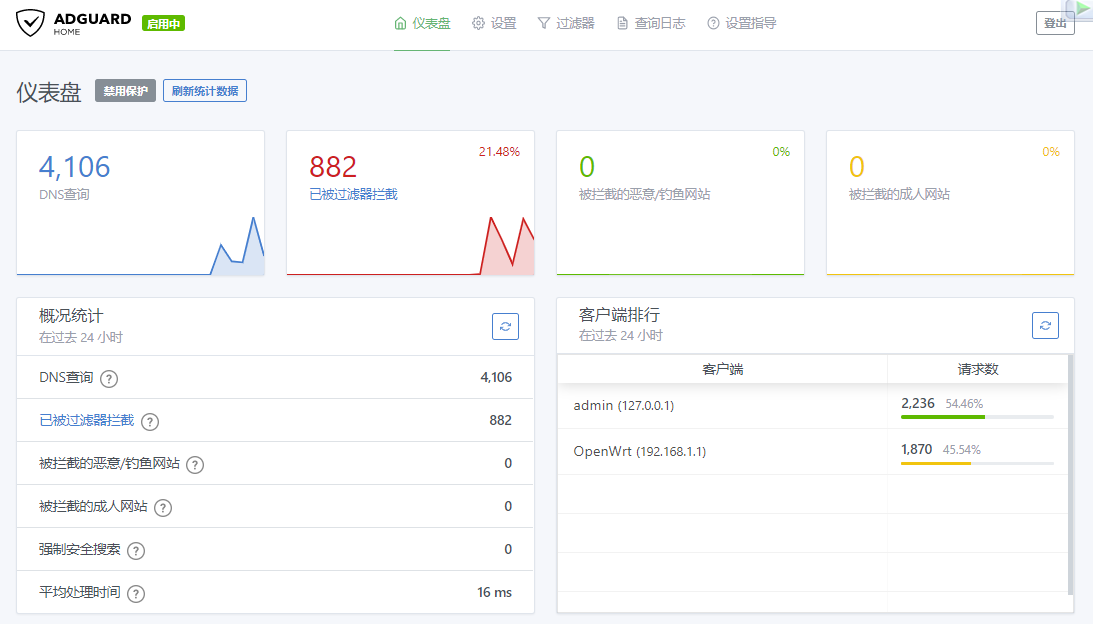 ADGUARD
HOME
启用中
仪表盘
设置
过滤器
查询日志
设置指导
登出
仪表盘
禁用保护
刷新统计数据
4,106
DNS查询
21.48%
882
已被过滤器拦截
0%
0
被拦截的恶意/钓鱼网站
0%
0
被拦截的成人网站
概况统计
在过去 24 小时
DNS查询 ? 4,106
已被过滤器拦截 ? 882
被拦截的恶意/钓鱼网站 ? 0
被拦截的成人网站 ? 0
强制安全搜索 ? 0
平均处理时间 ? 16 ms
客户端排行
在过去 24 小时
客户端 请求数
admin (127.0.0.1) 2,236 54.46%
OpenWrt (192.168.1.1) 1,870 45.54%